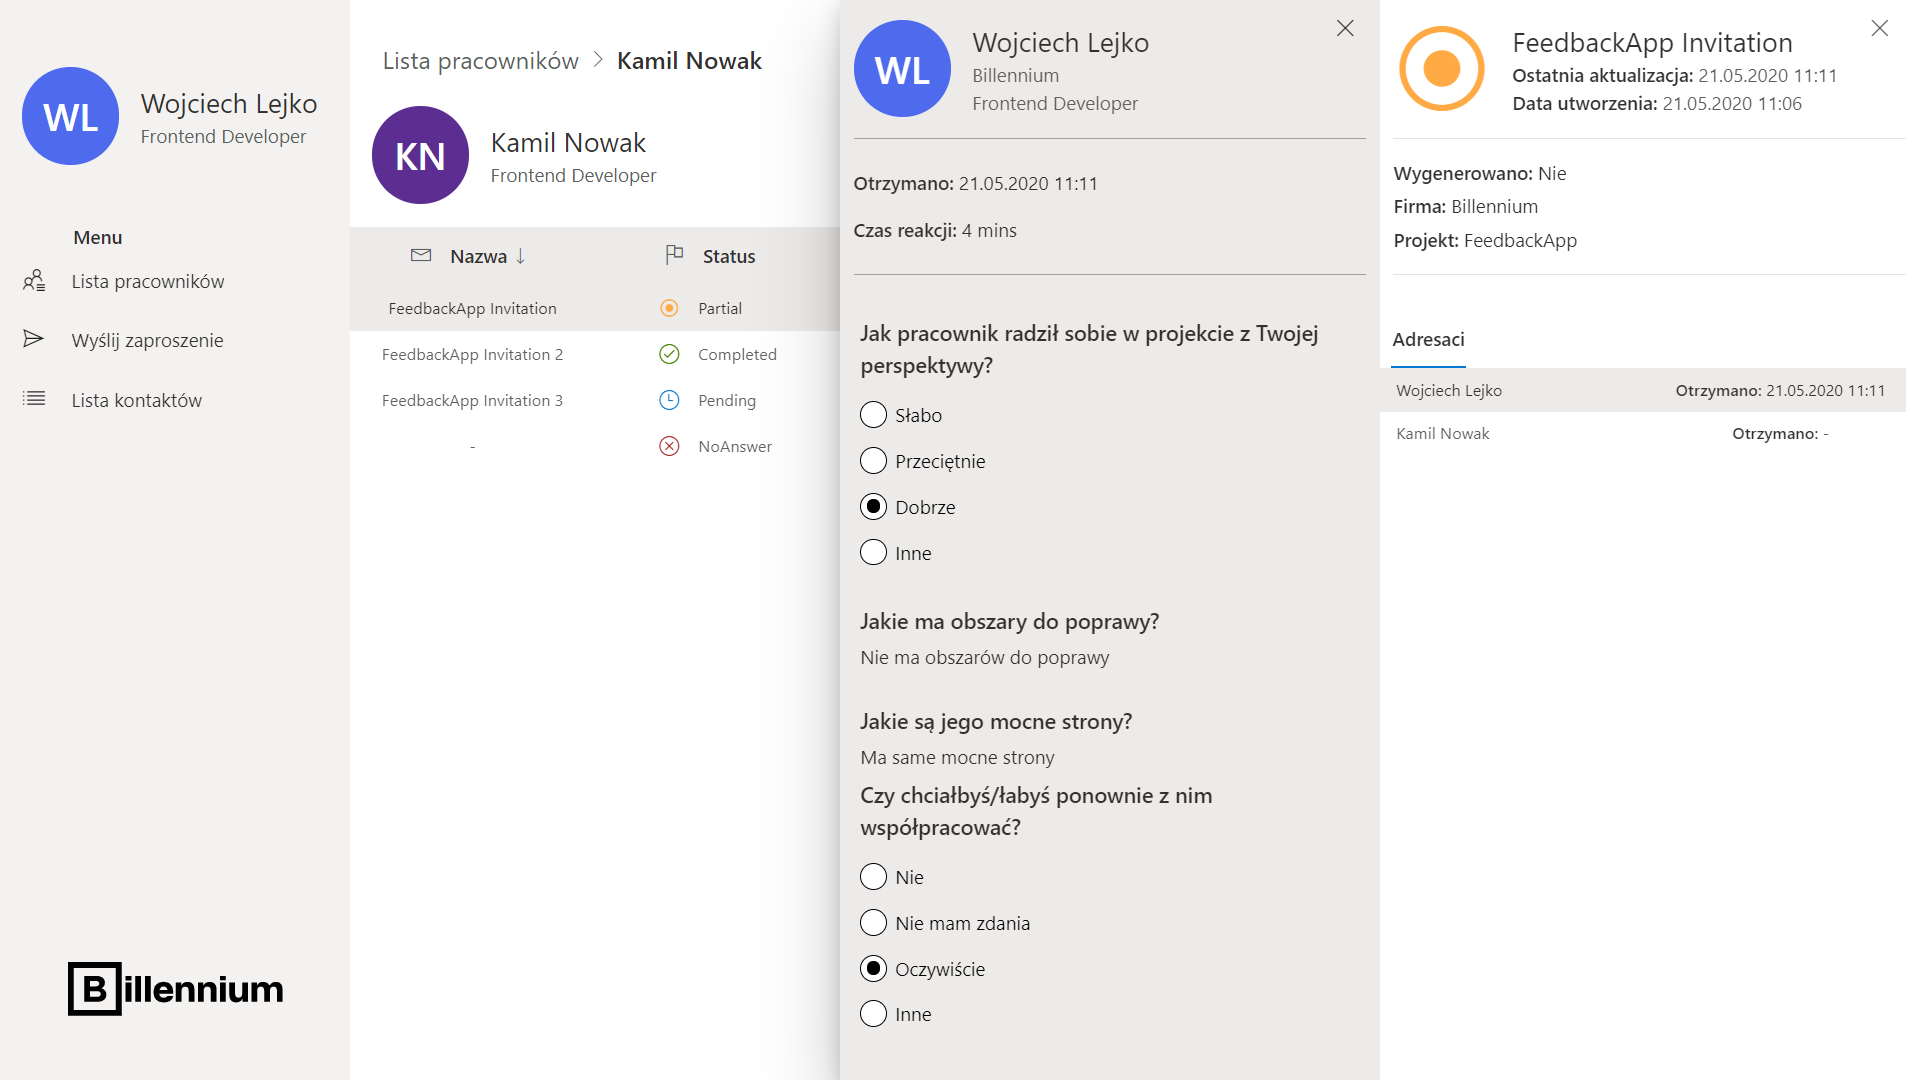 WL
Wojciech Lejko
Frontend Developer
Menu
Lista pracowników
Wyślij zaproszenie
Lista kontaktów
Billennium
Lista pracowników > Kamil Nowak
KN
Kamil Nowak
Frontend Developer
Nazwa ↓ Status
FeedbackApp Invitation Partial
FeedbackApp Invitation 2 Completed
FeedbackApp Invitation 3 Pending
- NoAnswer
WL
Wojciech Lejko
Billennium
Frontend Developer
Otrzymano: 21.05.2020 11:11
Czas reakcji: 4 mins
Jak pracownik radził sobie w projekcie z Twojej
perspektywy?
Słabo
Przeciętnie
Dobrze
Inne
Jakie ma obszary do poprawy?
Nie ma obszarów do poprawy
Jakie są jego mocne strony?
Ma same mocne strony
Czy chciałbyś/łabyś ponownie z nim
współpracować?
Nie
Nie mam zdania
Oczywiście
Inne
FeedbackApp Invitation
Ostatnia aktualizacja: 21.05.2020 11:11
Data utworzenia: 21.05.2020 11:06
Wygenerowano: Nie
Firma: Billennium
Projekt: FeedbackApp
Adresaci
Wojciech Lejko Otrzymano: 21.05.2020 11:11
Kamil Nowak Otrzymano: -